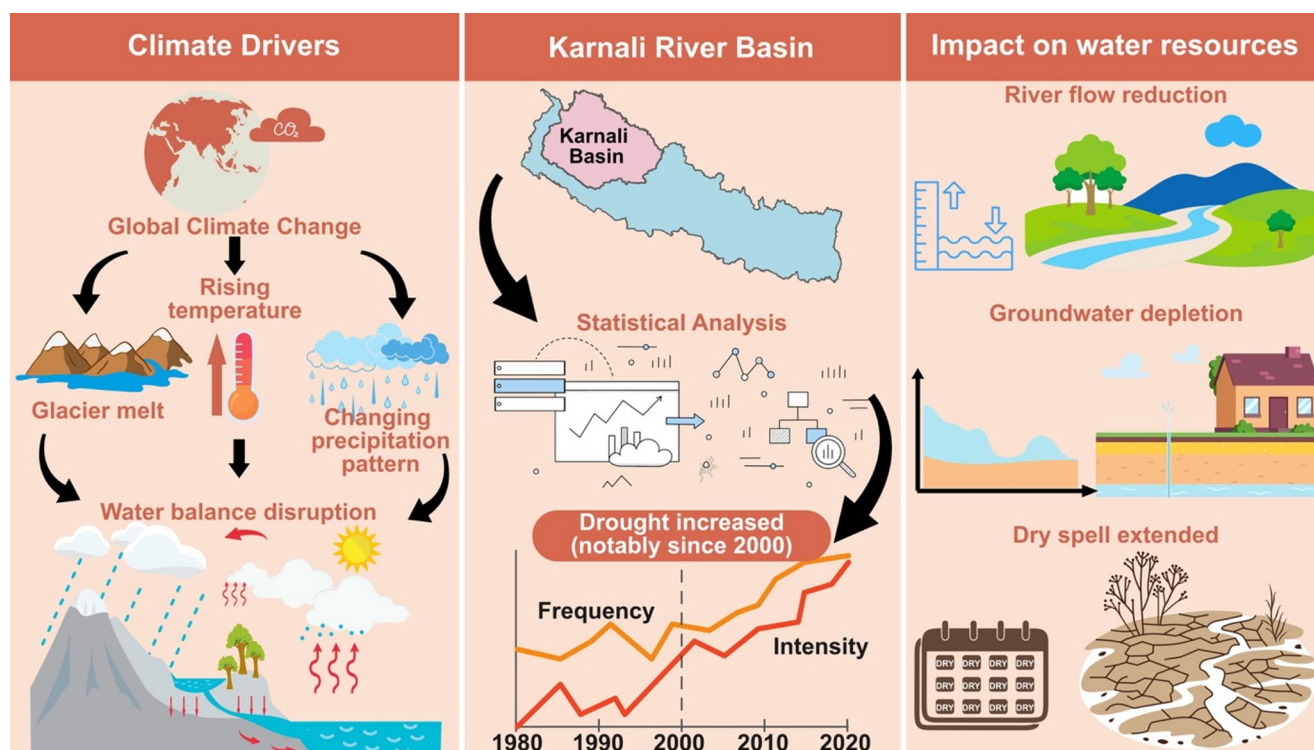 Climate Drivers
CO₂
Global Climate Change
Rising
temperature
Glacier melt
Changing
precipitation
pattern
Water balance disruption
Karnali River Basin
Karnali
Basin
Statistical Analysis
Drought increased
(notably since 2000)
Frequency
Intensity
1980 1990 2000 2010 2020
Impact on water resources
River flow reduction
Groundwater depletion
Dry spell extended
DRY DRY DRY DRY
DRY DRY DRY DRY
DRY DRY DRY DRY